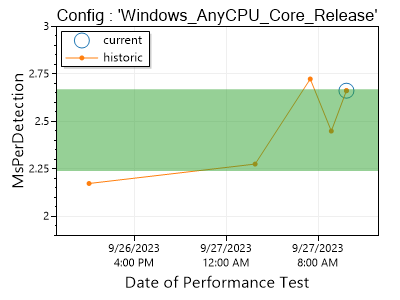 Config : 'Windows_AnyCPU_Core_Release'
current
historic
3
2.75
2.5
2.25
2
MsPerDetection
9/26/2023
4:00 PM
9/27/2023
12:00 AM
9/27/2023
8:00 AM
Date of Performance Test